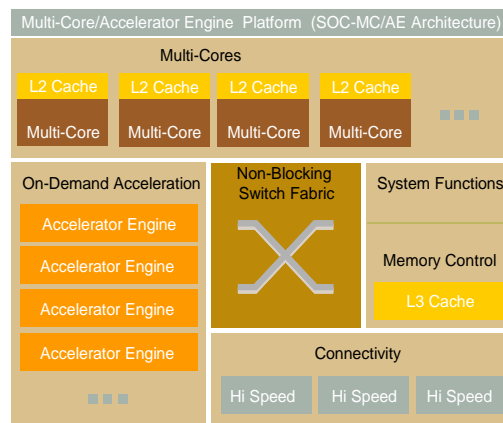 Multi-Core/Accelerator Engine Platform (SOC-MC/AE Architecture)
Multi-Cores
L2 Cache L2 Cache L2 Cache L2 Cache
Multi-Core Multi-Core Multi-Core Multi-Core
On-Demand Acceleration
Accelerator Engine
Accelerator Engine
Accelerator Engine
Accelerator Engine
Non-Blocking
Switch Fabric
System Functions
Memory Control
L3 Cache
Connectivity
Hi Speed Hi Speed Hi Speed